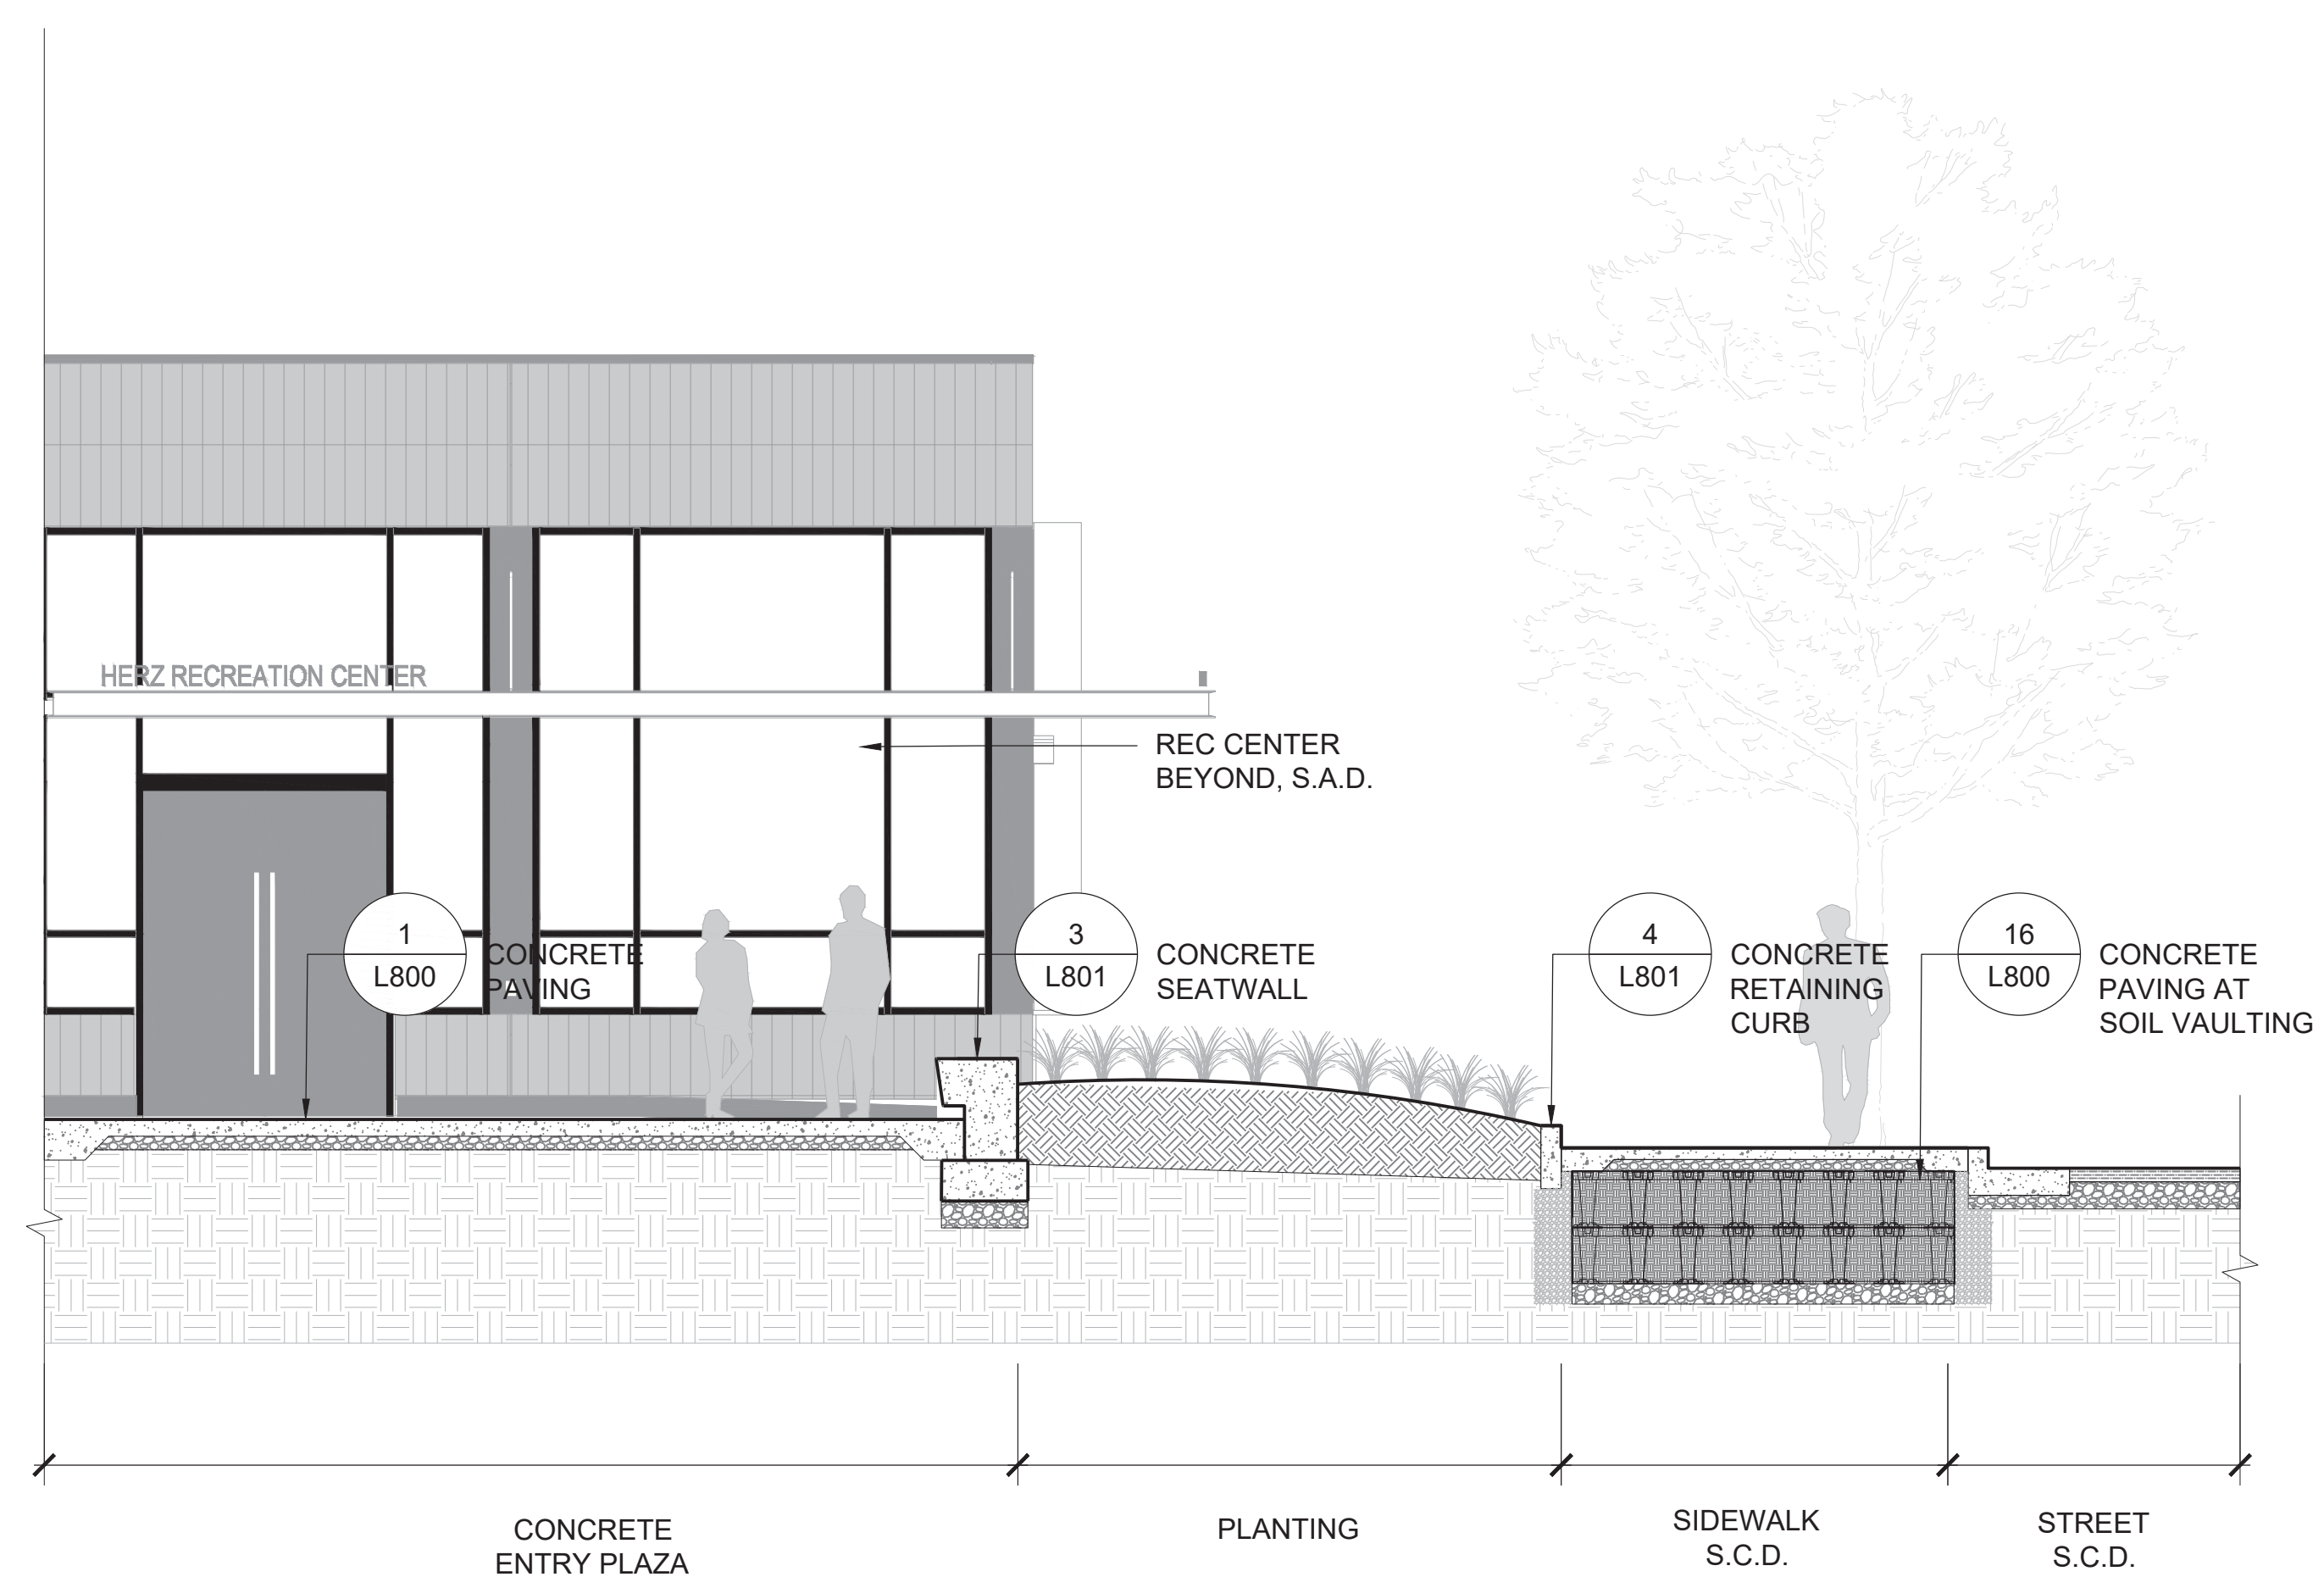 HERZ RECREATION CENTER
REC CENTER
BEYOND, S.A.D.
1
L800
CONCRETE
PAVING
3
L801
CONCRETE
SEATWALL
4
L801
CONCRETE
RETAINING
CURB
16
L800
CONCRETE
PAVING AT
SOIL VAULTING
CONCRETE
ENTRY PLAZA
PLANTING
SIDEWALK
S.C.D.
STREET
S.C.D.